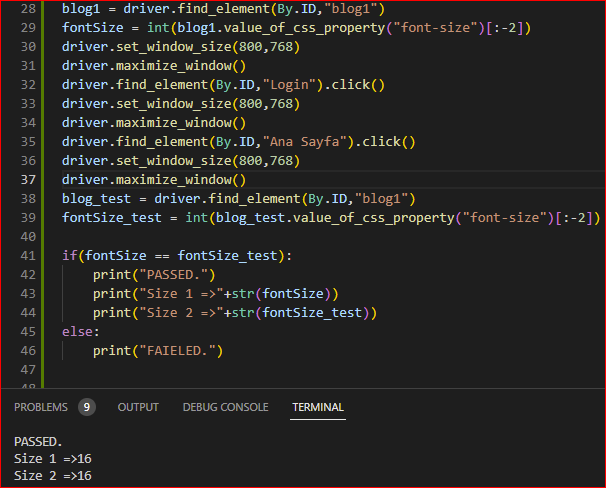 28 blog1 = driver.find_element(By.ID,"blog1")
29 fontSize = int(blog1.value_of_css_property("font-size")[:-2])
30 driver.set_window_size(800,768)
31 driver.maximize_window()
32 driver.find_element(By.ID,"Login").click()
33 driver.set_window_size(800,768)
34 driver.maximize_window()
35 driver.find_element(By.ID,"Ana Sayfa").click()
36 driver.set_window_size(800,768)
37 driver.maximize_window()
38 blog_test = driver.find_element(By.ID,"blog1")
39 fontSize_test = int(blog_test.value_of_css_property("font-size")[:-2])
40
41 if(fontSize == fontSize_test):
42     print("PASSED.")
43     print("Size 1 =>"+str(fontSize))
44     print("Size 2 =>"+str(fontSize_test))
45 else:
46     print("FAIELED.")
47
48
PROBLEMS 9 OUTPUT DEBUG CONSOLE TERMINAL
PASSED.
Size 1 =>16
Size 2 =>16